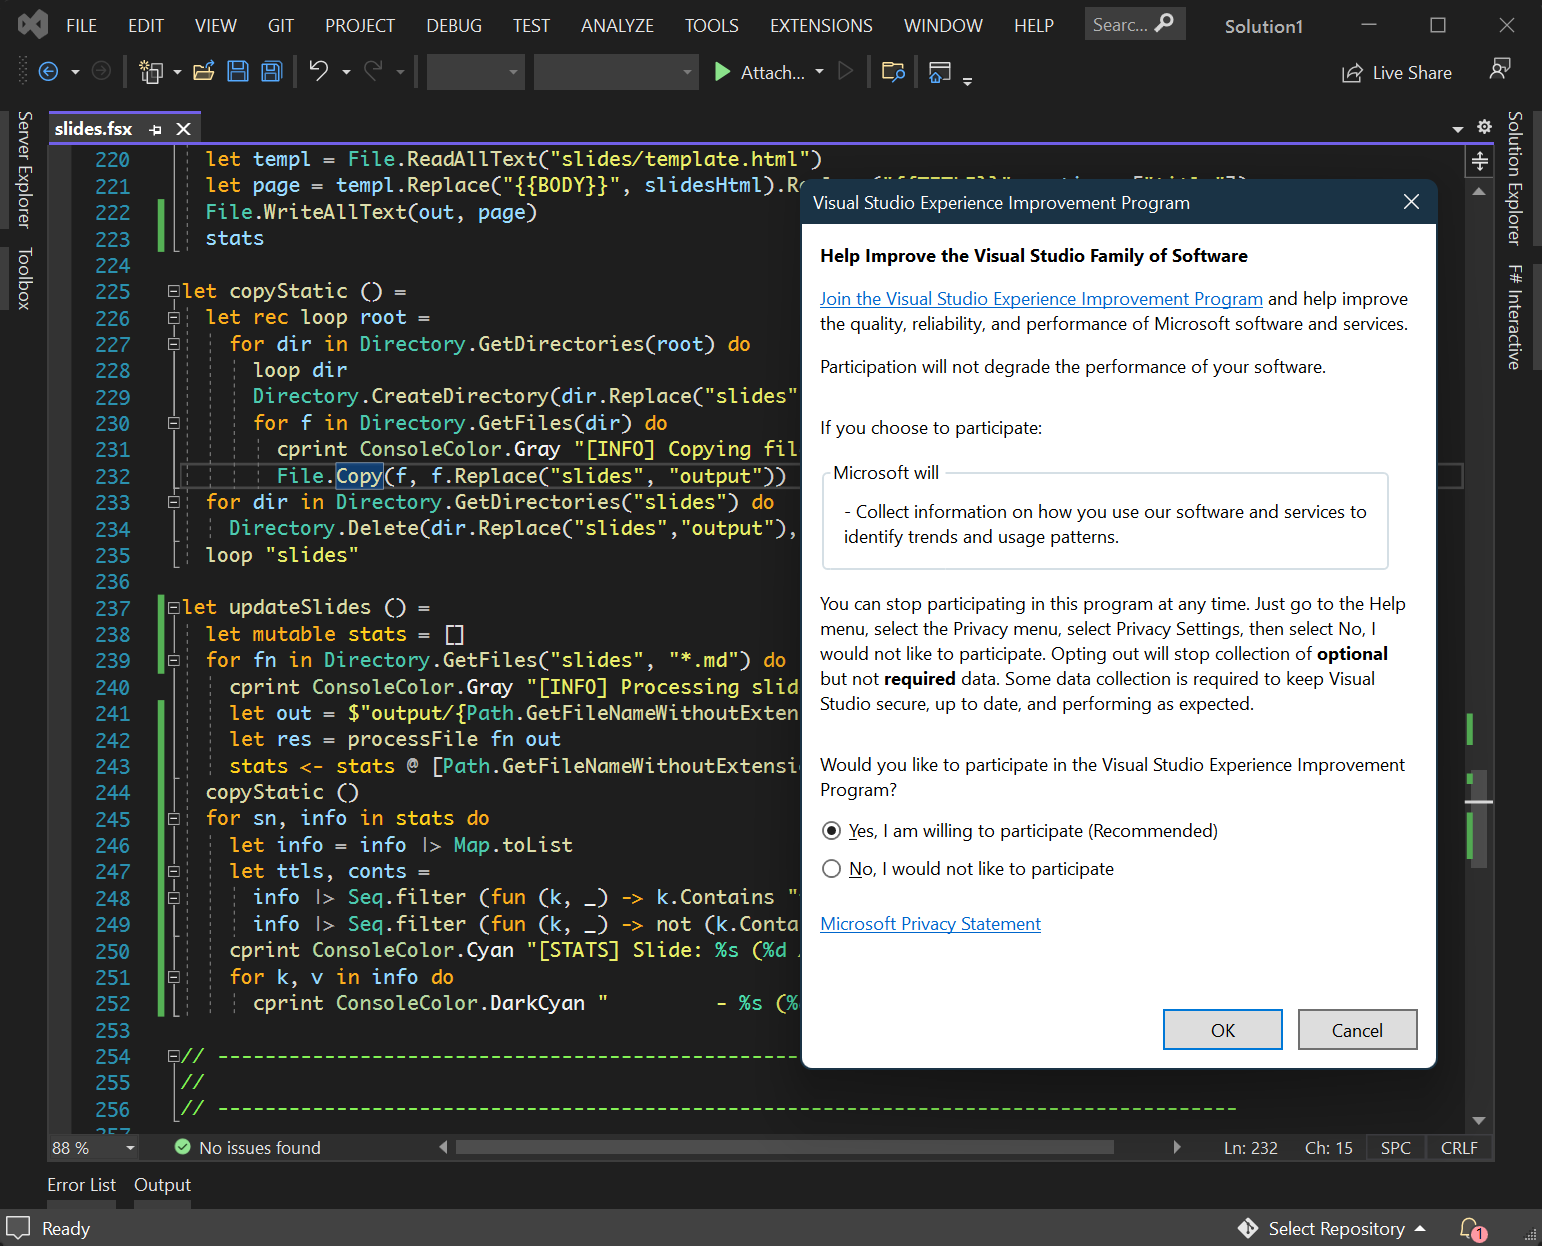 FILE EDIT VIEW GIT PROJECT DEBUG TEST ANALYZE TOOLS EXTENSIONS WINDOW HELP Searc... Solution1
Attach... Live Share
Server Explorer
Toolbox
slides.fsx
Solution Explorer
F# Interactive
220 let templ = File.ReadAllText("slides/template.html")
221 let page = templ.Replace("{{BODY}}", slidesHtml).R
222 File.WriteAllText(out, page)
223 stats
224
225 let copyStatic () =
226 let rec loop root =
227 for dir in Directory.GetDirectories(root) do
228 loop dir
229 Directory.CreateDirectory(dir.Replace("slides"
230 for f in Directory.GetFiles(dir) do
231 cprint ConsoleColor.Gray "[INFO] Copying fil
232 File.Copy(f, f.Replace("slides", "output"))
233 for dir in Directory.GetDirectories("slides") do
234 Directory.Delete(dir.Replace("slides","output"),
235 loop "slides"
236
237 let updateSlides () =
238 let mutable stats = []
239 for fn in Directory.GetFiles("slides", "*.md") do
240 cprint ConsoleColor.Gray "[INFO] Processing slid
241 let out = $"output/{Path.GetFileNameWithoutExten
242 let res = processFile fn out
243 stats <- stats @ [Path.GetFileNameWithoutExtensi
244 copyStatic ()
245 for sn, info in stats do
246 let info = info |> Map.toList
247 let ttls, conts =
248 info |> Seq.filter (fun (k, _) -> k.Contains "
249 info |> Seq.filter (fun (k, _) -> not (k.Conta
250 cprint ConsoleColor.Cyan "[STATS] Slide: %s (%d
251 for k, v in info do
252 cprint ConsoleColor.DarkCyan " - %s (%
253
254 // -------------------------------------------------
255 //
256 // --------------------------------------------------------------------------------------
257
Visual Studio Experience Improvement Program
Help Improve the Visual Studio Family of Software
Join the Visual Studio Experience Improvement Program and help improve
the quality, reliability, and performance of Microsoft software and services.
Participation will not degrade the performance of your software.
If you choose to participate:
Microsoft will
- Collect information on how you use our software and services to
identify trends and usage patterns.
You can stop participating in this program at any time. Just go to the Help
menu, select the Privacy menu, select Privacy Settings, then select No, I
would not like to participate. Opting out will stop collection of optional
but not required data. Some data collection is required to keep Visual
Studio secure, up to date, and performing as expected.
Would you like to participate in the Visual Studio Experience Improvement
Program?
Yes, I am willing to participate (Recommended)
No, I would not like to participate
Microsoft Privacy Statement
OK Cancel
88 % No issues found Ln: 232 Ch: 15 SPC CRLF
Error List Output
Ready Select Repository 1